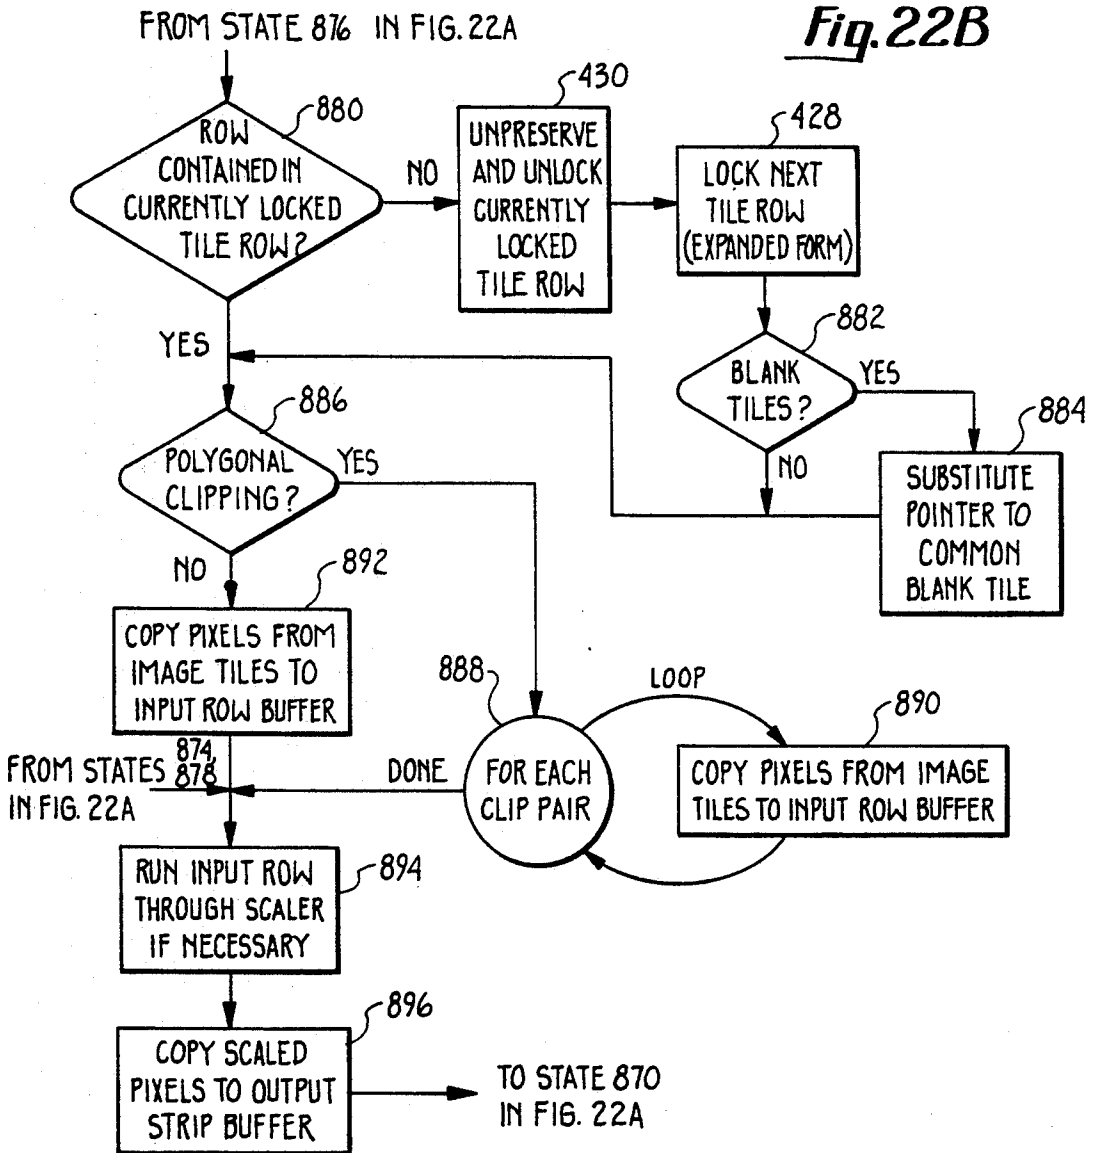 FROM STATE 876 IN FIG. 22A
Fig. 22B
880
ROW
CONTAINED IN
CURRENTLY LOCKED
TILE ROW?
NO
430
UNPRESERVE
AND UNLOCK
CURRENTLY
LOCKED
TILE ROW
428
LOCK NEXT
TILE ROW
(EXPANDED FORM)
882
BLANK
TILES?
YES
NO
884
SUBSTITUTE
POINTER TO
COMMON
BLANK TILE
YES
886
POLYGONAL
CLIPPING?
YES
NO
892
COPY PIXELS FROM
IMAGE TILES TO
INPUT ROW BUFFER
888
FOR EACH
CLIP PAIR
LOOP
890
COPY PIXELS FROM IMAGE
TILES TO INPUT ROW BUFFER
DONE
874,
FROM STATES 878
IN FIG. 22A
894
RUN INPUT ROW
THROUGH SCALER
IF NECESSARY
896
COPY SCALED
PIXELS TO OUTPUT
STRIP BUFFER
TO STATE 870
IN FIG. 22A